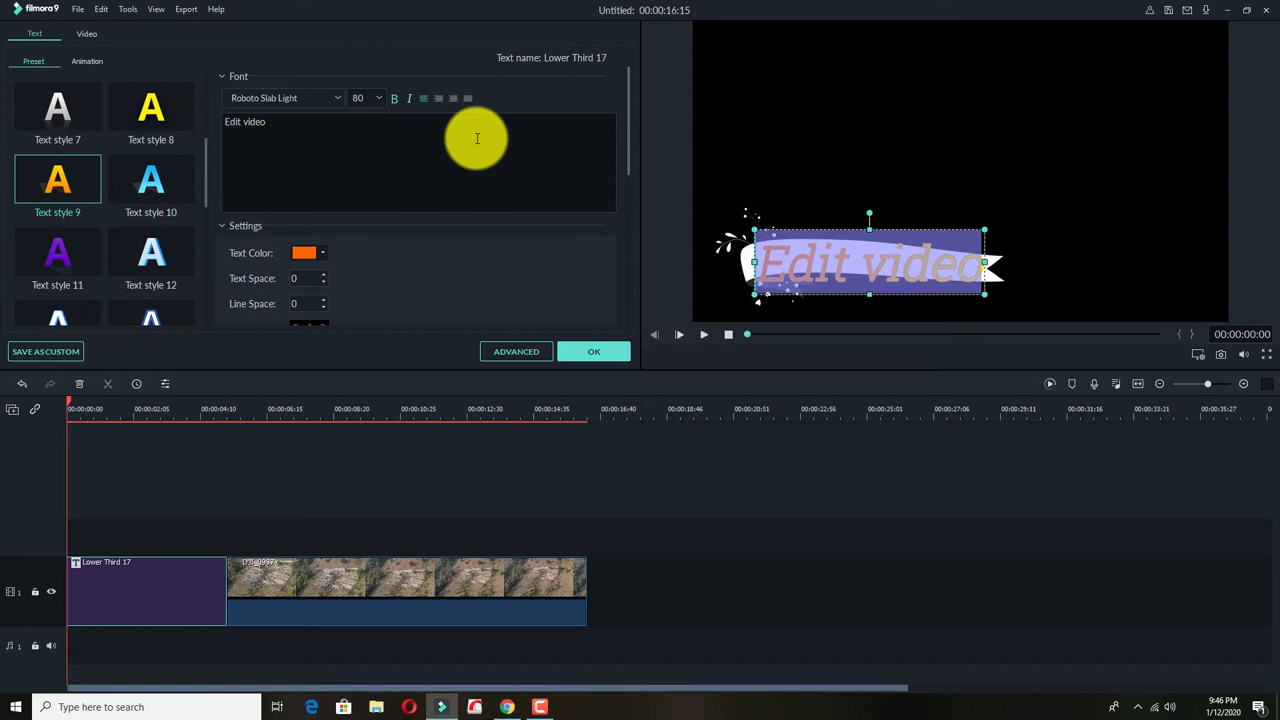 filmora9 File Edit Tools View Export Help Untitled: 00:00:16:15
Text Video
Text name: Lower Third 17
Preset Animation
Font
Roboto Slab Light 80 B I
Edit video
Text style 7 Text style 8
Text style 9 Text style 10
Text style 11 Text style 12
Settings
Text Color:
Text Space: 0
Line Space: 0
SAVE AS CUSTOM ADVANCED OK
Edit video
00:00:00:00
00:00:00:00 00:00:02:05 00:00:04:10 00:00:06:15 00:00:08:20 00:00:10:25 00:00:12:30 00:00:14:35 00:00:16:40 00:00:18:46 00:00:20:51 00:00:22:56 00:00:25:01 00:00:27:06 00:00:29:11 00:00:31:16 00:00:33:21 00:00:35:27 0
T Lower Third 17 DJI_0937
1
1
Type here to search
9:46 PM
1/12/2020